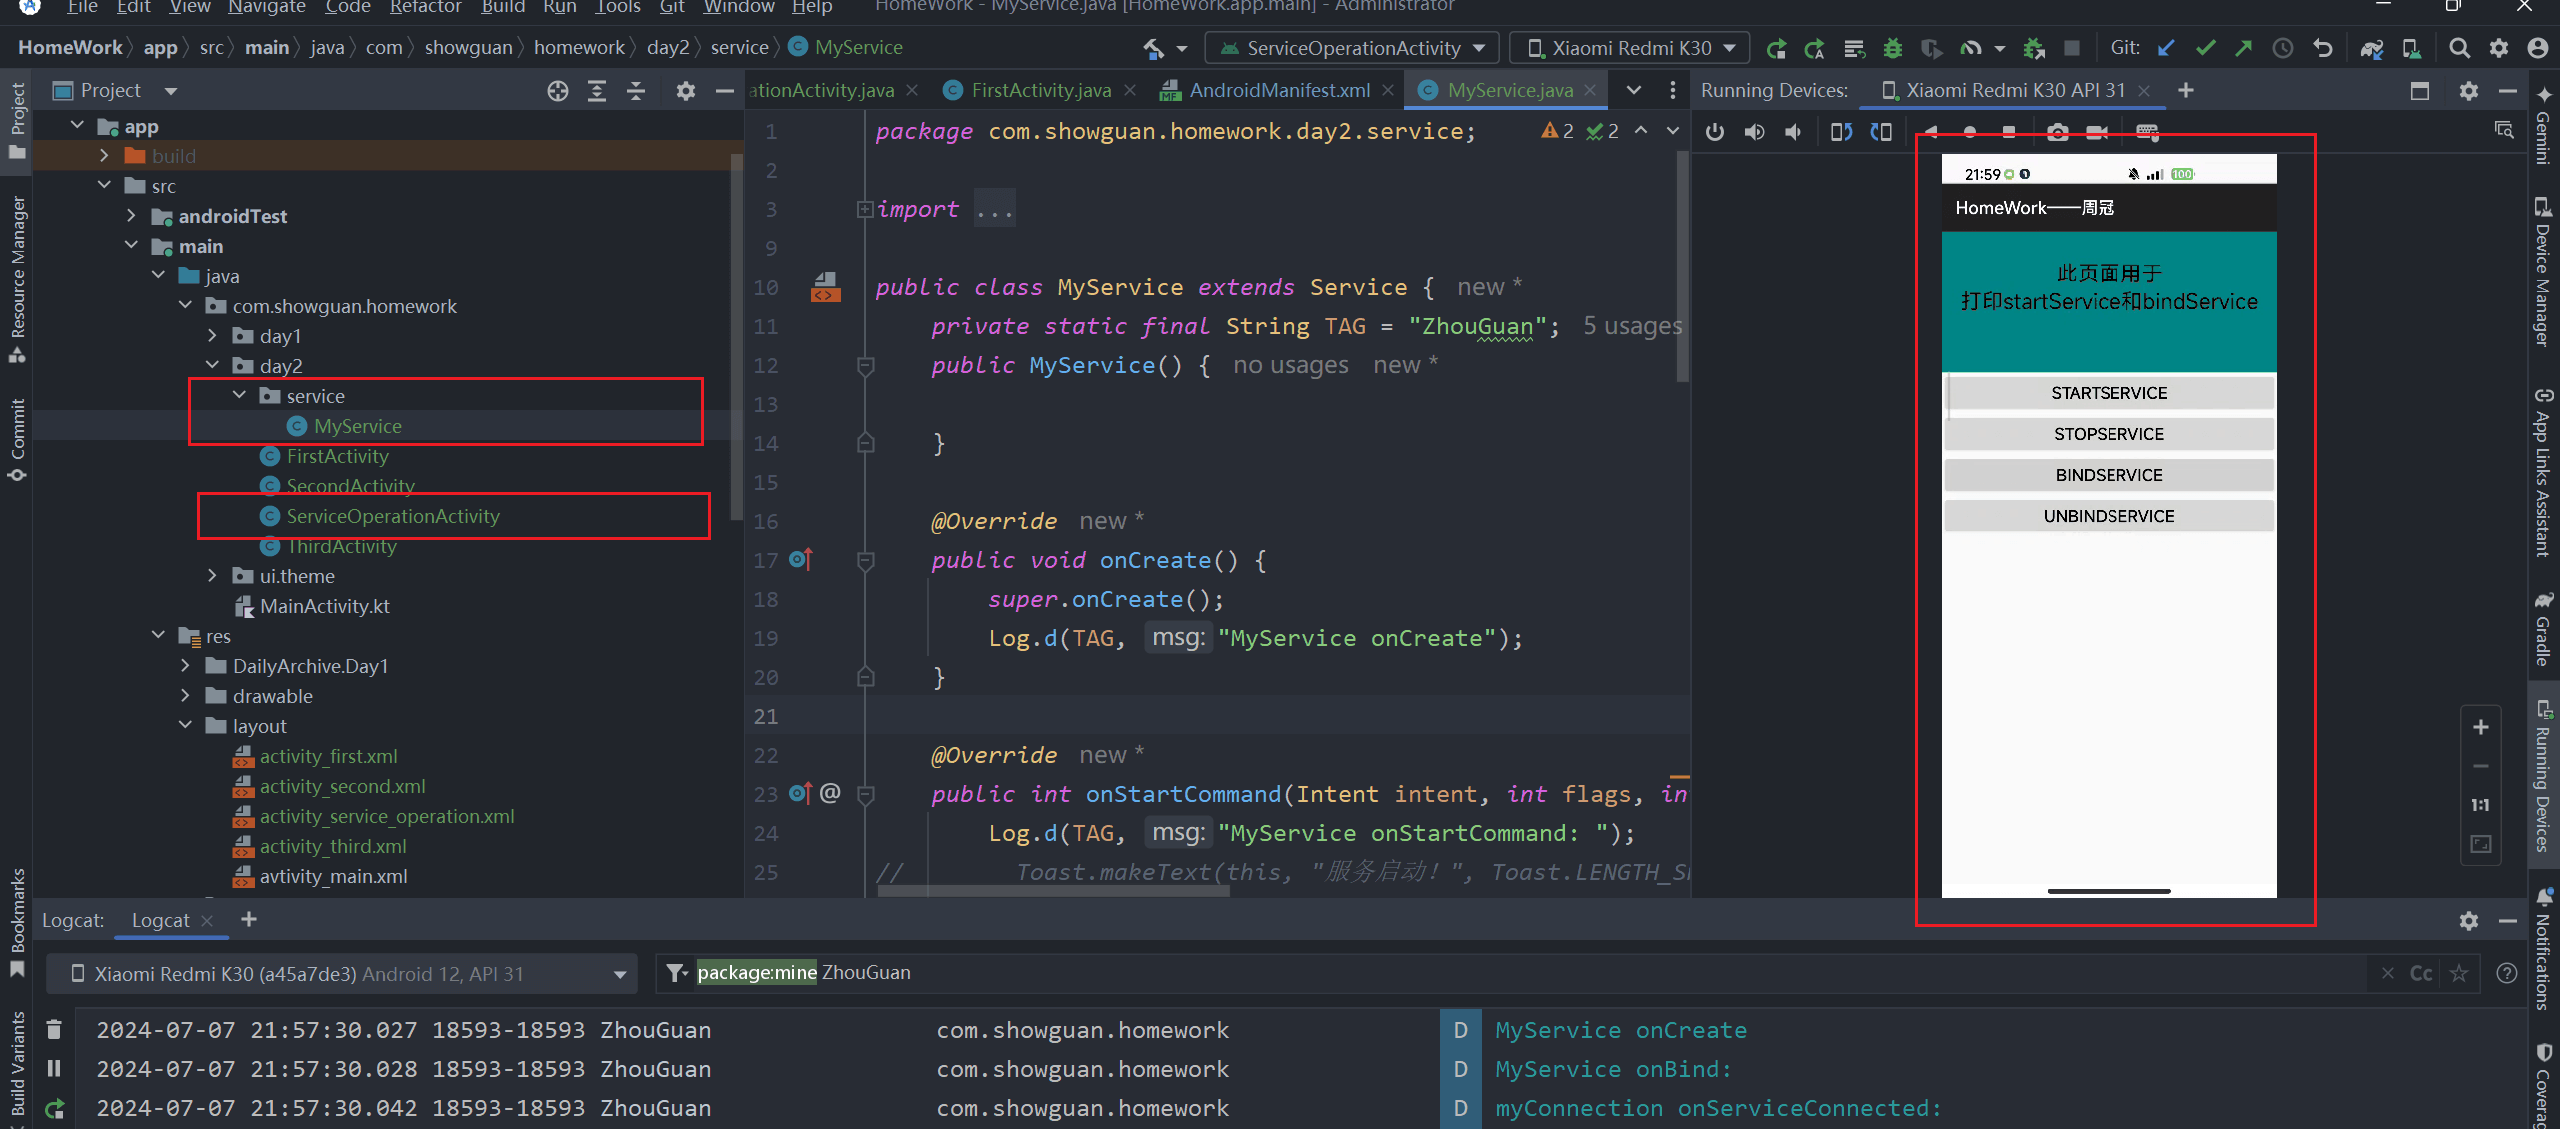 File Edit View Navigate Code Refactor Build Run Tools Git Window Help HomeWork - MyService.java [HomeWork.app.main] - Administrator
HomeWork app src main java com showguan homework day2 service MyService
ServiceOperationActivity
Xiaomi Redmi K30
Git:
Project
Resource Manager
Commit
Bookmarks
Build Variants
Project
app
build
src
androidTest
main
java
com.showguan.homework
day1
day2
service
MyService
FirstActivity
SecondActivity
ServiceOperationActivity
ThirdActivity
ui.theme
MainActivity.kt
res
DailyArchive.Day1
drawable
layout
activity_first.xml
activity_second.xml
activity_service_operation.xml
activity_third.xml
avtivity_main.xml
ationActivity.java FirstActivity.java AndroidManifest.xml MyService.java
2 2
1 package com.showguan.homework.day2.service;
2
3 import ...
9
10 public class MyService extends Service { new *
11 private static final String TAG = "ZhouGuan"; 5 usages
12 public MyService() { no usages new *
13
14 }
15
16 @Override new *
17 public void onCreate() {
18 super.onCreate();
19 Log.d(TAG, msg: "MyService onCreate");
20 }
21
22 @Override new *
23 public int onStartCommand(Intent intent, int flags, in
24 Log.d(TAG, msg: "MyService onStartCommand: ");
25 // Toast.makeText(this, "服务启动！", Toast.LENGTH_S
Running Devices: Xiaomi Redmi K30 API 31
21:59 100
HomeWork——周冠
此页面用于
打印startService和bindService
STARTSERVICE
STOPSERVICE
BINDSERVICE
UNBINDSERVICE
1:1
Gemini
Device Manager
App Links Assistant
Gradle
Running Devices
Notifications
Coverag
Logcat: Logcat
Xiaomi Redmi K30 (a45a7de3) Android 12, API 31
package:mine ZhouGuan
Cc
2024-07-07 21:57:30.027 18593-18593 ZhouGuan com.showguan.homework D MyService onCreate
2024-07-07 21:57:30.028 18593-18593 ZhouGuan com.showguan.homework D MyService onBind:
2024-07-07 21:57:30.042 18593-18593 ZhouGuan com.showguan.homework D myConnection onServiceConnected: